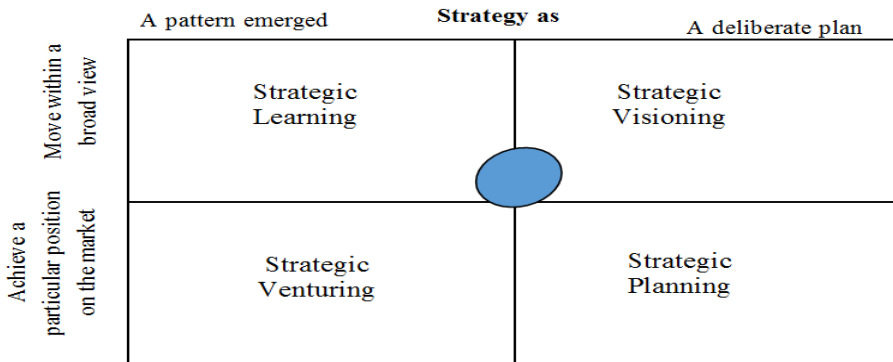 A pattern emerged
Strategy as
A deliberate plan
Move within a
broad view
Strategic
Learning
Strategic
Visioning
Achieve a
particular position
on the market
Strategic
Venturing
Strategic
Planning